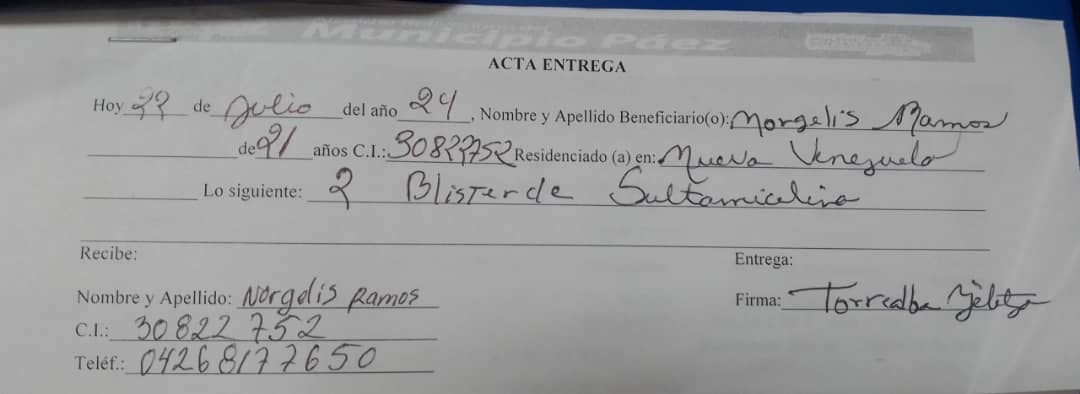 Municipio Páez
ACTA ENTREGA
Hoy 22 de Julio del año 24, Nombre y Apellido Beneficiario(o): Norgelis Ramos
de 21 años C.I.: 30822752 Residenciado (a) en: Nueva Venezuela
Lo siguiente: 2 Blister de Sultamicilina
Recibe:
Entrega:
Nombre y Apellido: Norgelis Ramos
Firma: Torrealba Yelitza
C.I.: 30822752
Teléf.: 04268177650